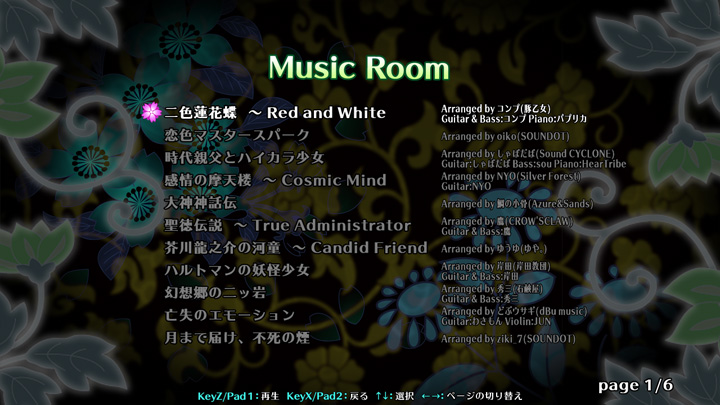 Music Room
二色蓮花蝶 ～ Red and White
Arranged by コンプ(豚乙女)
Guitar & Bass:コンプ Piano:パプリカ
恋色マスタースパーク
Arranged by oiko(SOUNDOT)
時代親父とハイカラ少女
Arranged by しゃばだば(Sound CYCLONE)
Guitar:しゃばだば Bass:sou Piano:HearTribe
感情の摩天楼 ～ Cosmic Mind
Arranged by NYO(Silver Forest)
Guitar:NYO
大神神話伝
Arranged by 鯛の小骨(Azure&Sands)
聖徳伝説 ～ True Administrator
Arranged by 鷹(CROW'SCLAW)
Guitar & Bass:鷹
芥川龍之介の河童 ～ Candid Friend
Arranged by ゆうゆ(ゆや。)
ハルトマンの妖怪少女
Arranged by 岸田(岸田教団)
Guitar & Bass:岸田
幻想郷の二ッ岩
Arranged by 秀三(石鹸屋)
Guitar & Bass:秀三
亡失のエモーション
Arranged by どぶウサギ(dBu music)
Guitar:Dさもん Violin:JUN
月まで届け、不死の煙
Arranged by ziki_7(SOUNDOT)
page 1/6
KeyZ/Pad1：再生 KeyX/Pad2：戻る ↑↓：選択 ←→：ページの切り替え